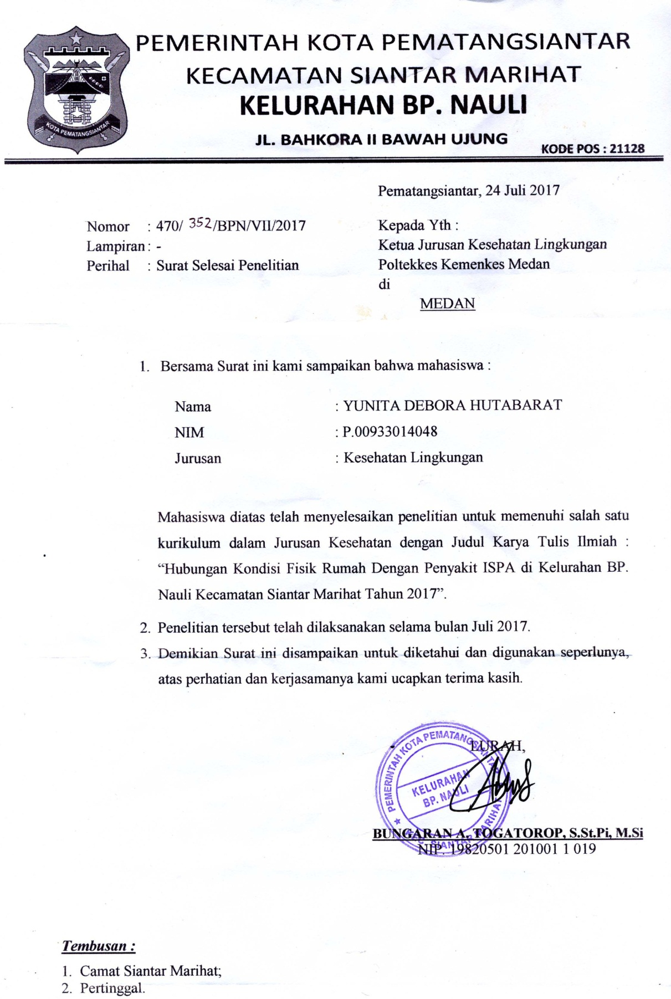 PEMERINTAH KOTA PEMATANGSIANTAR
KECAMATAN SIANTAR MARIHAT
KELURAHAN BP. NAULI
JL. BAHKORA II BAWAH UJUNG
KODE POS : 21128
KOTA PEMATANGSIANTAR
Pematangsiantar, 24 Juli 2017
Nomor : 470/ 352/BPN/VII/2017
Lampiran : -
Perihal : Surat Selesai Penelitian
Kepada Yth :
Ketua Jurusan Kesehatan Lingkungan
Poltekkes Kemenkes Medan
di
MEDAN
1. Bersama Surat ini kami sampaikan bahwa mahasiswa :
Nama : YUNITA DEBORA HUTABARAT
NIM : P.00933014048
Jurusan : Kesehatan Lingkungan
Mahasiswa diatas telah menyelesaikan penelitian untuk memenuhi salah satu
kurikulum dalam Jurusan Kesehatan dengan Judul Karya Tulis Ilmiah :
“Hubungan Kondisi Fisik Rumah Dengan Penyakit ISPA di Kelurahan BP.
Nauli Kecamatan Siantar Marihat Tahun 2017”.
2. Penelitian tersebut telah dilaksanakan selama bulan Juli 2017.
3. Demikian Surat ini disampaikan untuk diketahui dan digunakan seperlunya,
atas perhatian dan kerjasamanya kami ucapkan terima kasih.
LURAH,
PEMERINTAH KOTA PEMATANGSIANTAR
KELURAHAN
BP. NAULI
KEC. SIANTAR MARIHAT
BUNGARAN A. TOGATOROP, S.St.Pi, M.Si
NIP. 19820501 201001 1 019
Tembusan :
1. Camat Siantar Marihat;
2. Pertinggal.